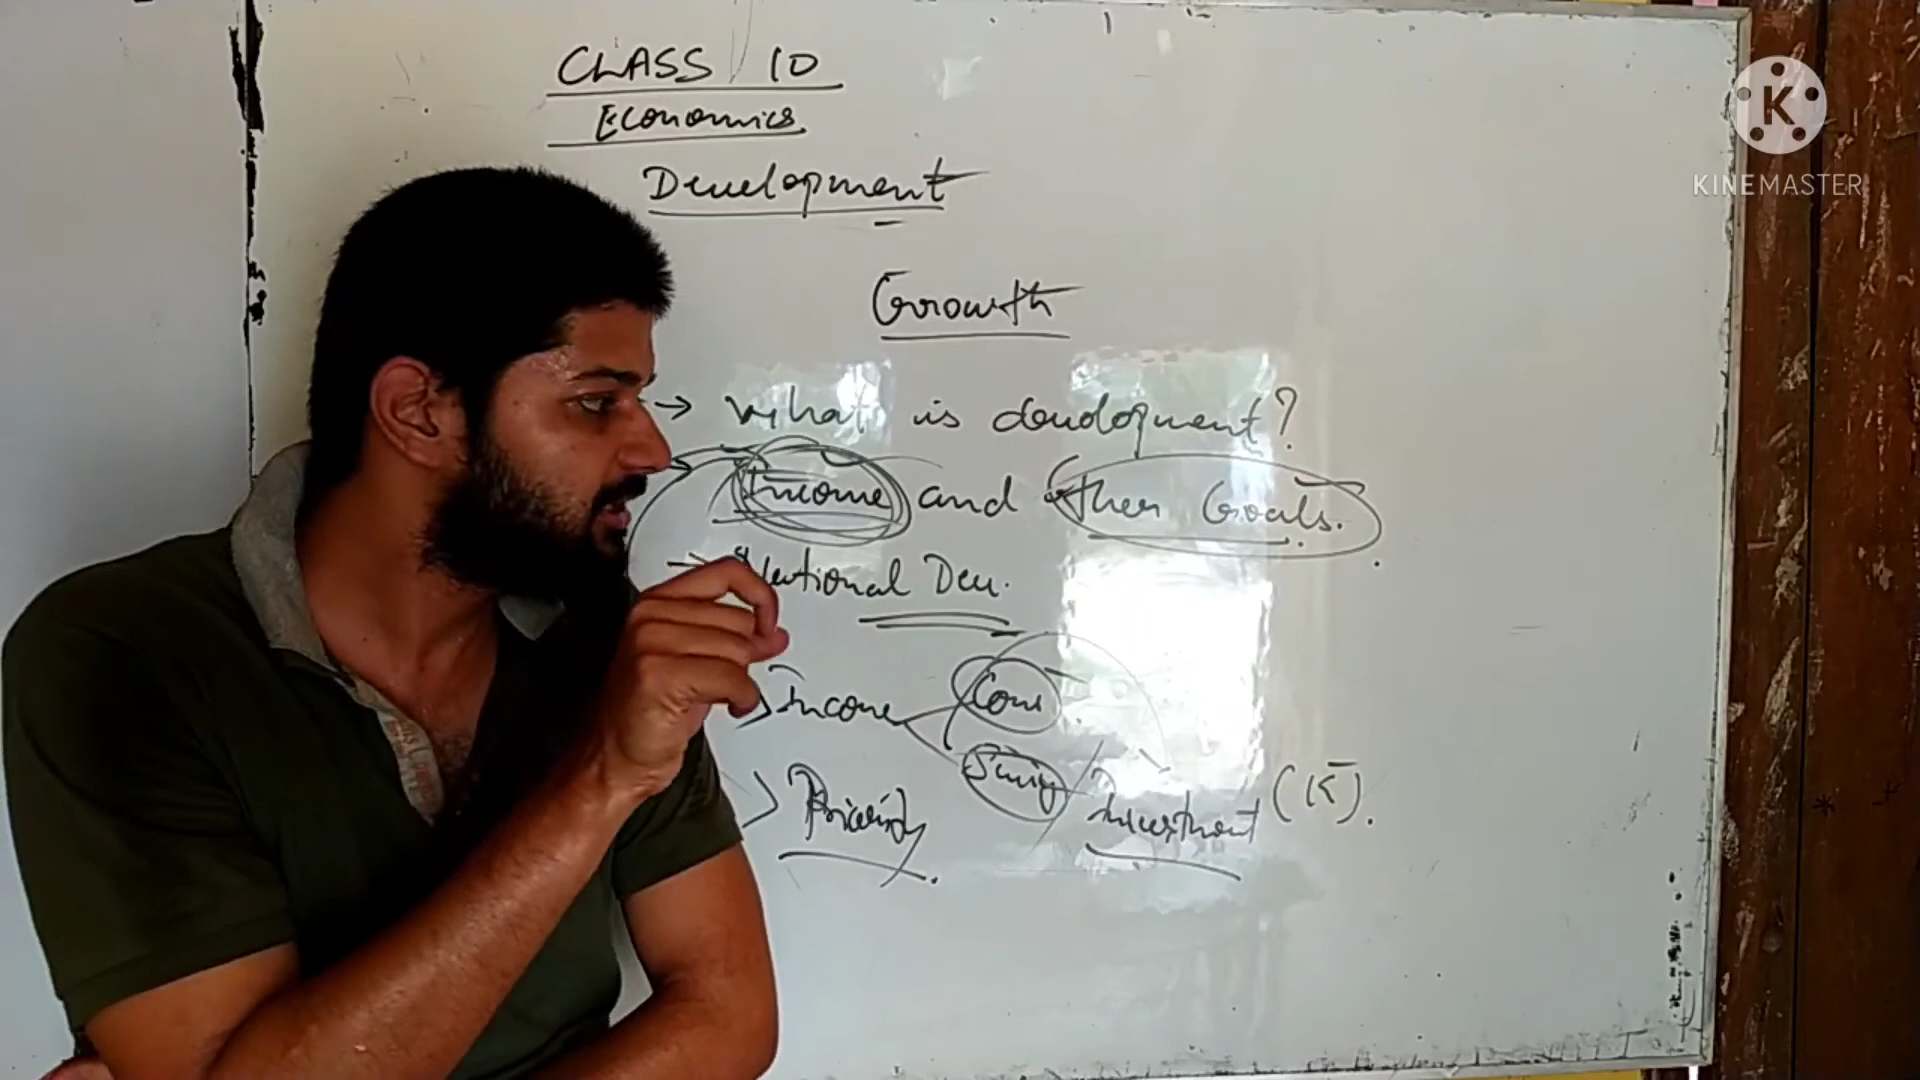 CLASS 10
Economics
Development
Growth
→ What is development?
Income and other Goals.
→ National Dev.
Income
Cons
Saving / Investment (K).
K
KINEMASTER